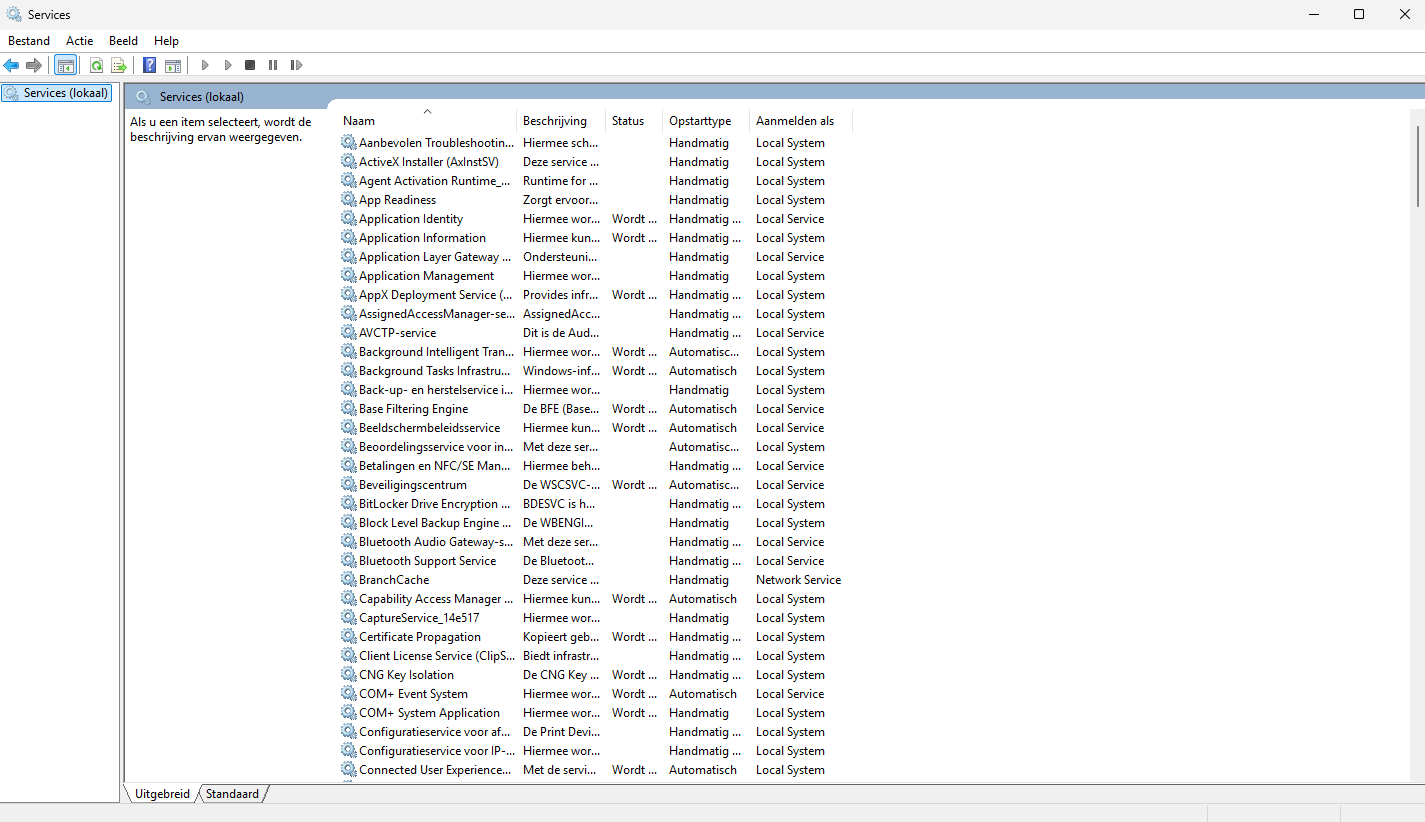 Services
Bestand Actie Beeld Help
Services (lokaal)
Services (lokaal)
Als u een item selecteert, wordt de
beschrijving ervan weergegeven.
Naam Beschrijving Status Opstarttype Aanmelden als
Aanbevolen Troubleshootin... Hiermee sch... Handmatig Local System
ActiveX Installer (AxInstSV) Deze service ... Handmatig Local System
Agent Activation Runtime_... Runtime for ... Handmatig Local System
App Readiness Zorgt ervoor... Handmatig Local System
Application Identity Hiermee wor... Wordt ... Handmatig ... Local Service
Application Information Hiermee kun... Wordt ... Handmatig ... Local System
Application Layer Gateway ... Ondersteuni... Handmatig Local Service
Application Management Hiermee wor... Handmatig Local System
AppX Deployment Service (... Provides infr... Wordt ... Handmatig ... Local System
AssignedAccessManager-se... AssignedAcc... Handmatig ... Local System
AVCTP-service Dit is de Aud... Handmatig ... Local Service
Background Intelligent Tran... Hiermee wor... Wordt ... Automatisc... Local System
Background Tasks Infrastru... Windows-inf... Wordt ... Automatisch Local System
Back-up- en herstelservice i... Hiermee wor... Handmatig Local System
Base Filtering Engine De BFE (Base... Wordt ... Automatisch Local Service
Beeldschermbeleidsservice Hiermee kun... Wordt ... Automatisch Local Service
Beoordelingsservice voor in... Met deze ser... Automatisc... Local System
Betalingen en NFC/SE Man... Hiermee beh... Handmatig ... Local Service
Beveiligingscentrum De WSCSVC-... Wordt ... Automatisc... Local Service
BitLocker Drive Encryption ... BDESVC is h... Handmatig ... Local System
Block Level Backup Engine ... De WBENGI... Handmatig Local System
Bluetooth Audio Gateway-s... Met deze ser... Handmatig ... Local Service
Bluetooth Support Service De Bluetoot... Handmatig ... Local Service
BranchCache Deze service ... Handmatig Network Service
Capability Access Manager ... Hiermee kun... Wordt ... Automatisch Local System
CaptureService_14e517 Hiermee wor... Handmatig Local System
Certificate Propagation Kopieert geb... Wordt ... Handmatig ... Local System
Client License Service (ClipS... Biedt infrastr... Handmatig ... Local System
CNG Key Isolation De CNG Key ... Wordt ... Handmatig ... Local System
COM+ Event System Hiermee wor... Wordt ... Automatisch Local Service
COM+ System Application Hiermee wor... Wordt ... Handmatig Local System
Configuratieservice voor af... De Print Devi... Handmatig ... Local System
Configuratieservice voor IP-... Hiermee wor... Handmatig ... Local System
Connected User Experience... Met de servi... Wordt ... Automatisch Local System
Uitgebreid Standaard